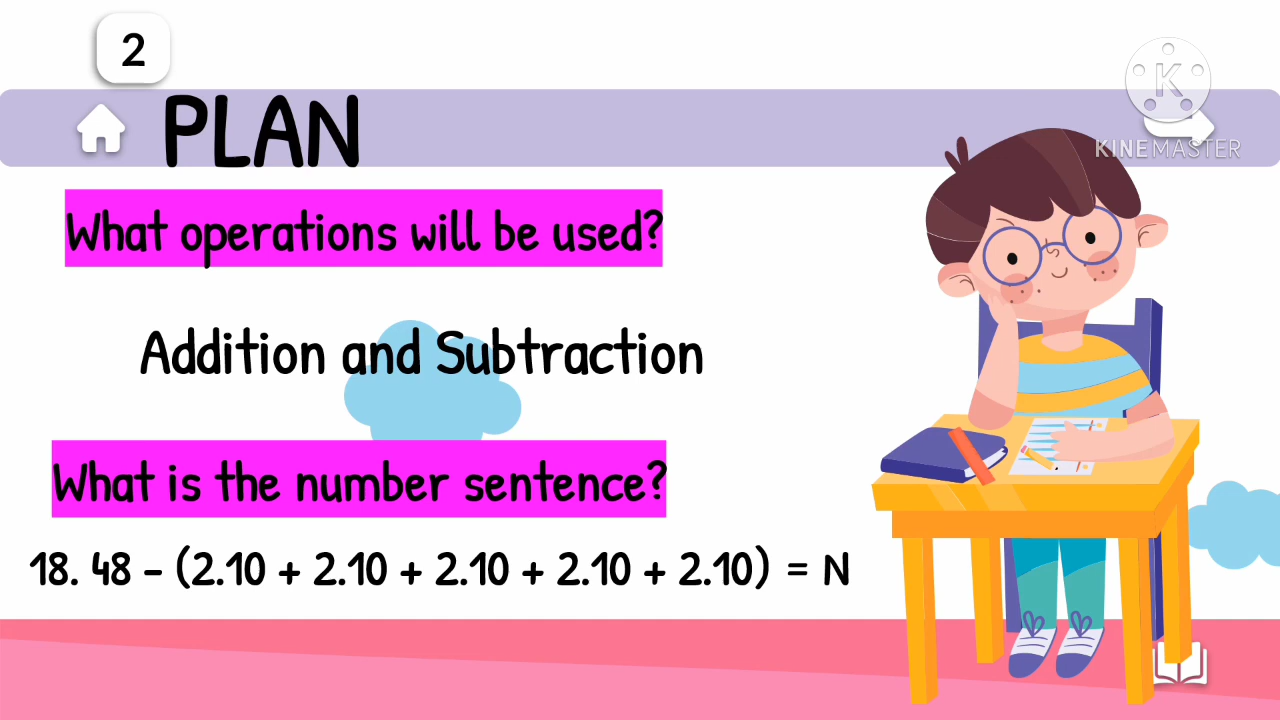 2
PLAN
K
KINEMASTER
What operations will be used?
Addition and Subtraction
What is the number sentence?
18. 48 - (2.10 + 2.10 + 2.10 + 2.10 + 2.10) = N